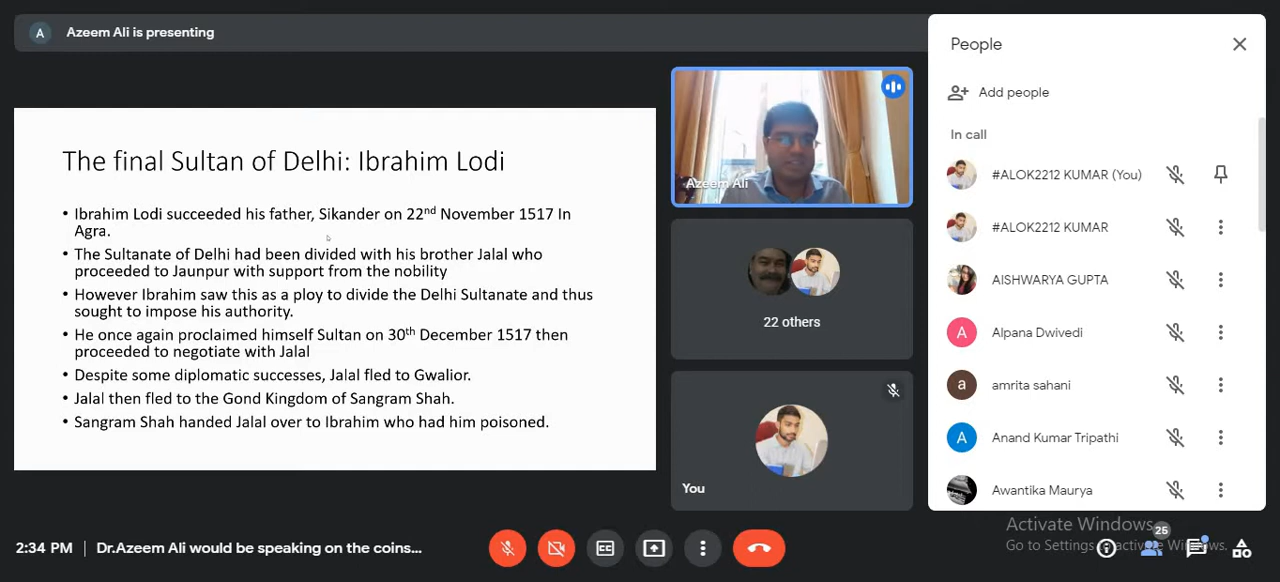 A
Azeem Ali is presenting
The final Sultan of Delhi: Ibrahim Lodi
• Ibrahim Lodi succeeded his father, Sikander on 22nd November 1517 In
Agra.
• The Sultanate of Delhi had been divided with his brother Jalal who
proceeded to Jaunpur with support from the nobility
• However Ibrahim saw this as a ploy to divide the Delhi Sultanate and thus
sought to impose his authority.
• He once again proclaimed himself Sultan on 30th December 1517 then
proceeded to negotiate with Jalal
• Despite some diplomatic successes, Jalal fled to Gwalior.
• Jalal then fled to the Gond Kingdom of Sangram Shah.
• Sangram Shah handed Jalal over to Ibrahim who had him poisoned.
Azeem Ali
22 others
You
People
Add people
In call
#ALOK2212 KUMAR (You)
#ALOK2212 KUMAR
AISHWARYA GUPTA
A
Alpana Dwivedi
a
amrita sahani
A
Anand Kumar Tripathi
Awantika Maurya
Activate Windows
Go to Settings to activate Windows.
2:34 PM
Dr.Azeem Ali would be speaking on the coins...
CC
25